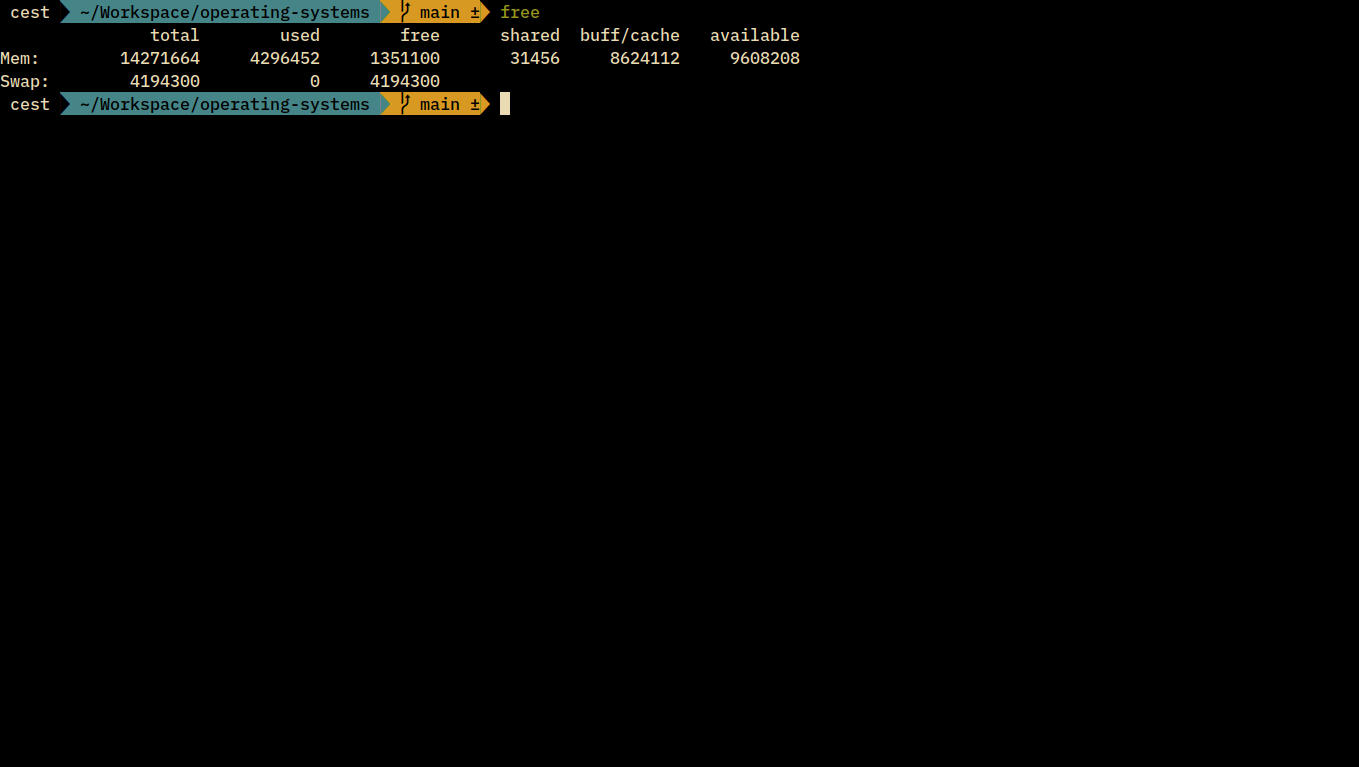 cest ~/Workspace/operating-systems main ± free
total used free shared buff/cache available
Mem: 14271664 4296452 1351100 31456 8624112 9608208
Swap: 4194300 0 4194300
cest ~/Workspace/operating-systems main ±